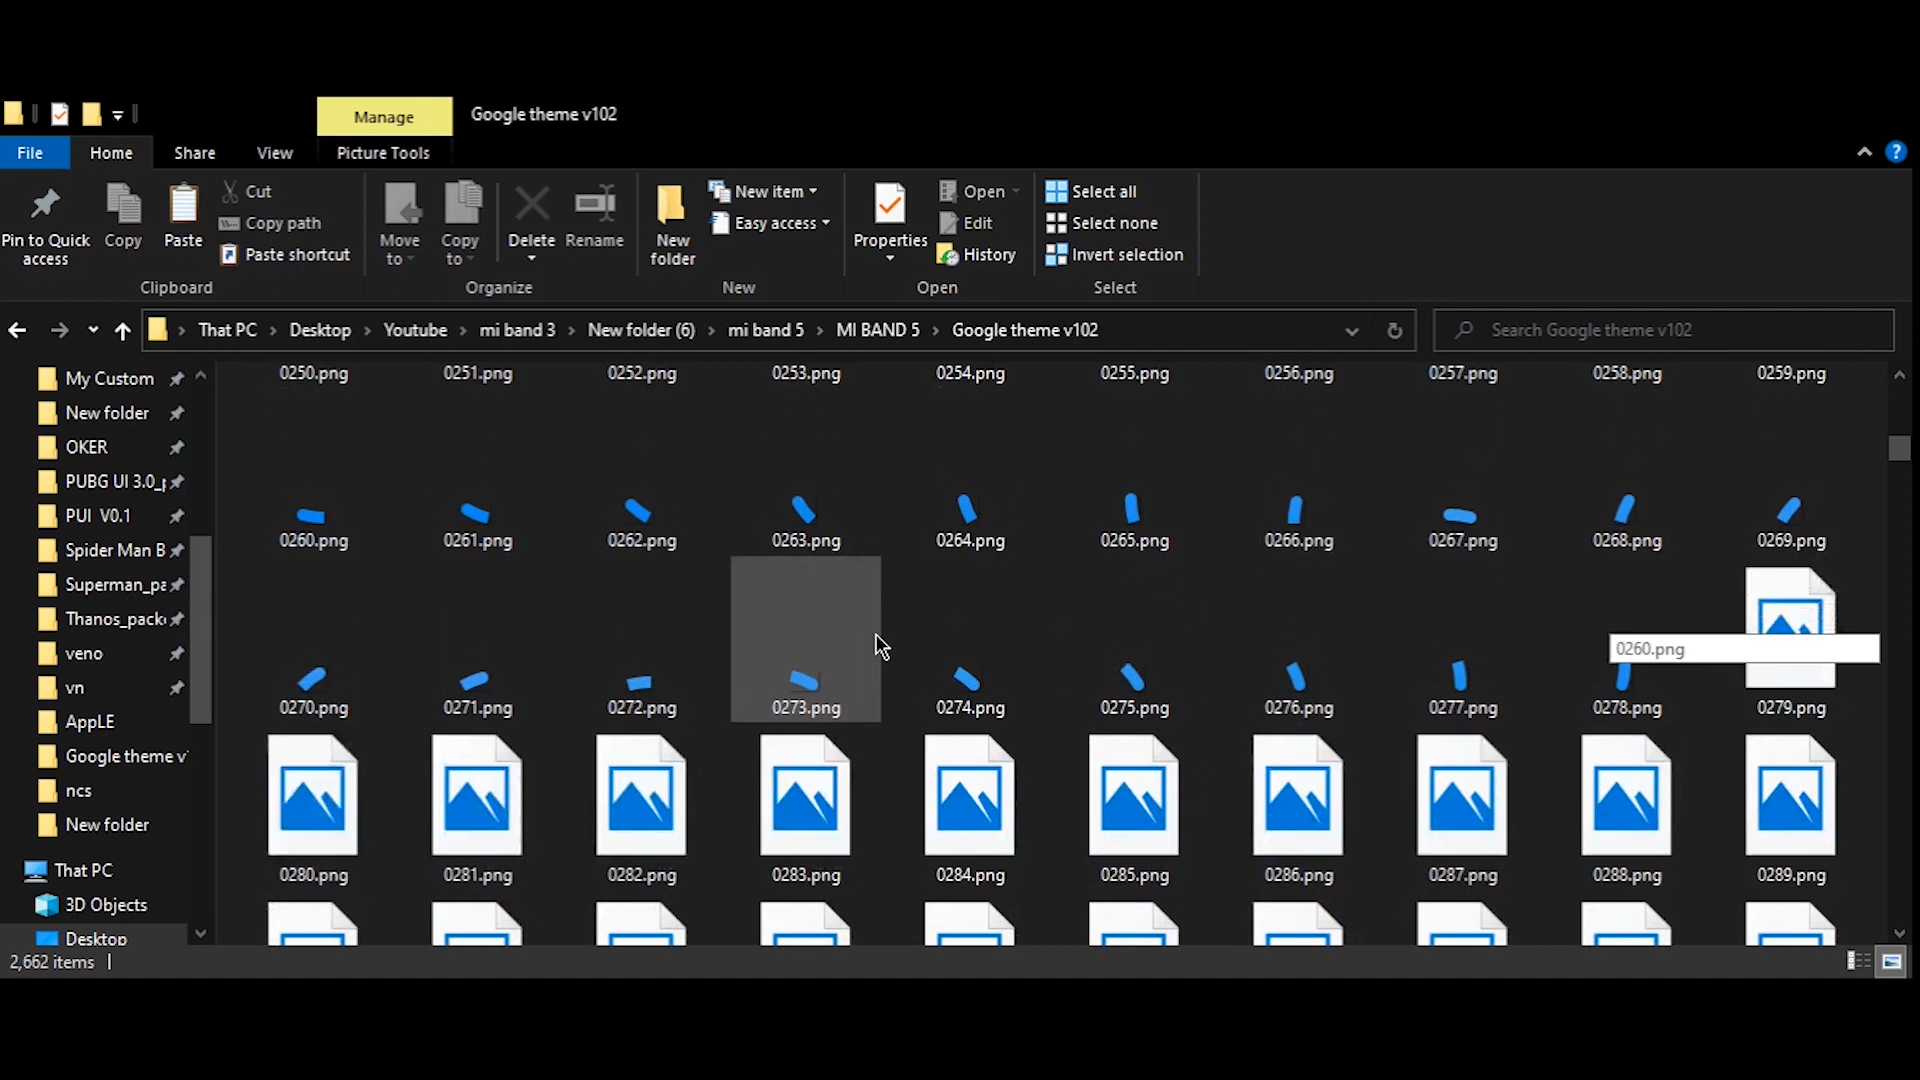 Manage
Google theme v102
File
Home
Share
View
Picture Tools
Pin to Quick access
Copy
Paste
Cut
Copy path
Paste shortcut
Move to
Copy to
Delete
Rename
New folder
New item
Easy access
Properties
Open
Edit
History
Select all
Select none
Invert selection
Clipboard
Organize
New
Open
Select
That PC > Desktop > Youtube > mi band 3 > New folder (6) > mi band 5 > MI BAND 5 > Google theme v102
Search Google theme v102
My Custom
New folder
OKER
PUBG UI 3.0_p
PUI V0.1
Spider Man B
Superman_pa
Thanos_pack
veno
vn
AppLE
Google theme v
ncs
New folder
That PC
3D Objects
Desktop
0250.png 0251.png 0252.png 0253.png 0254.png 0255.png 0256.png 0257.png 0258.png 0259.png
0260.png 0261.png 0262.png 0263.png 0264.png 0265.png 0266.png 0267.png 0268.png 0269.png
0260.png
0270.png 0271.png 0272.png 0273.png 0274.png 0275.png 0276.png 0277.png 0278.png 0279.png
0280.png 0281.png 0282.png 0283.png 0284.png 0285.png 0286.png 0287.png 0288.png 0289.png
2,662 items